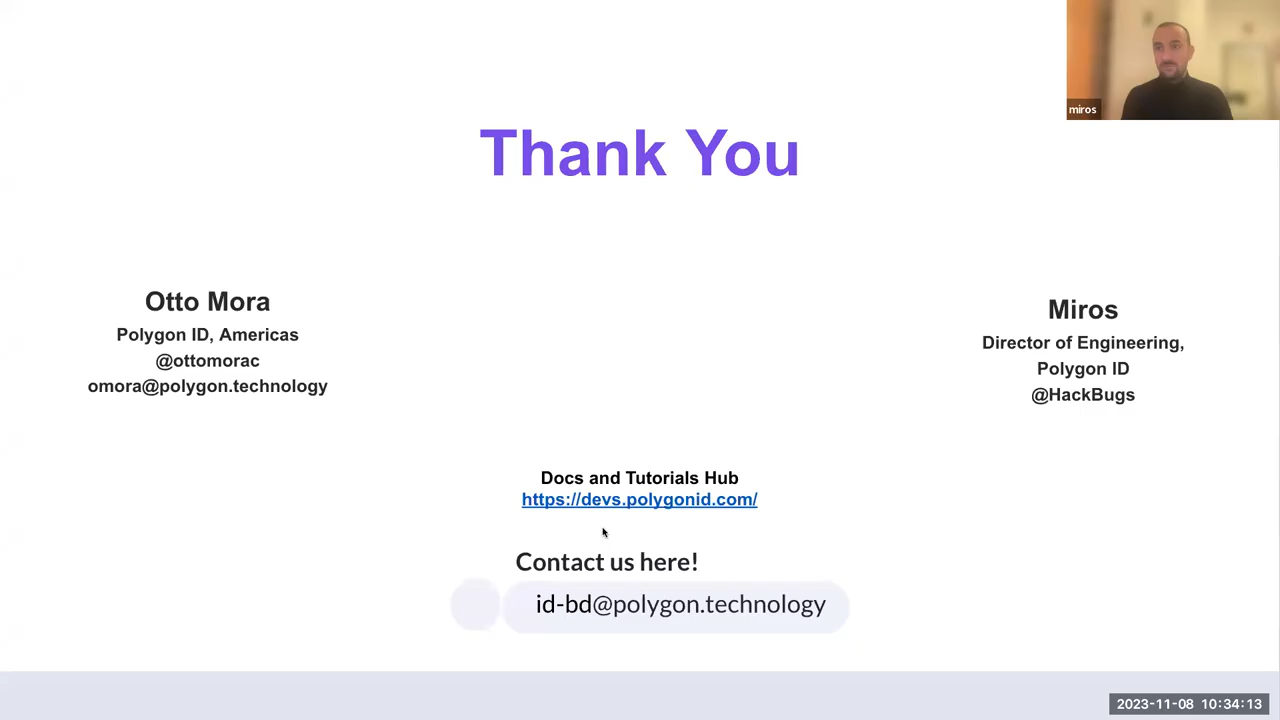 miros
Thank You
Otto Mora
Polygon ID, Americas
@ottomorac
omora@polygon.technology
Miros
Director of Engineering,
Polygon ID
@HackBugs
Docs and Tutorials Hub
https://devs.polygonid.com/
Contact us here!
id-bd@polygon.technology
2023-11-08 10:34:13